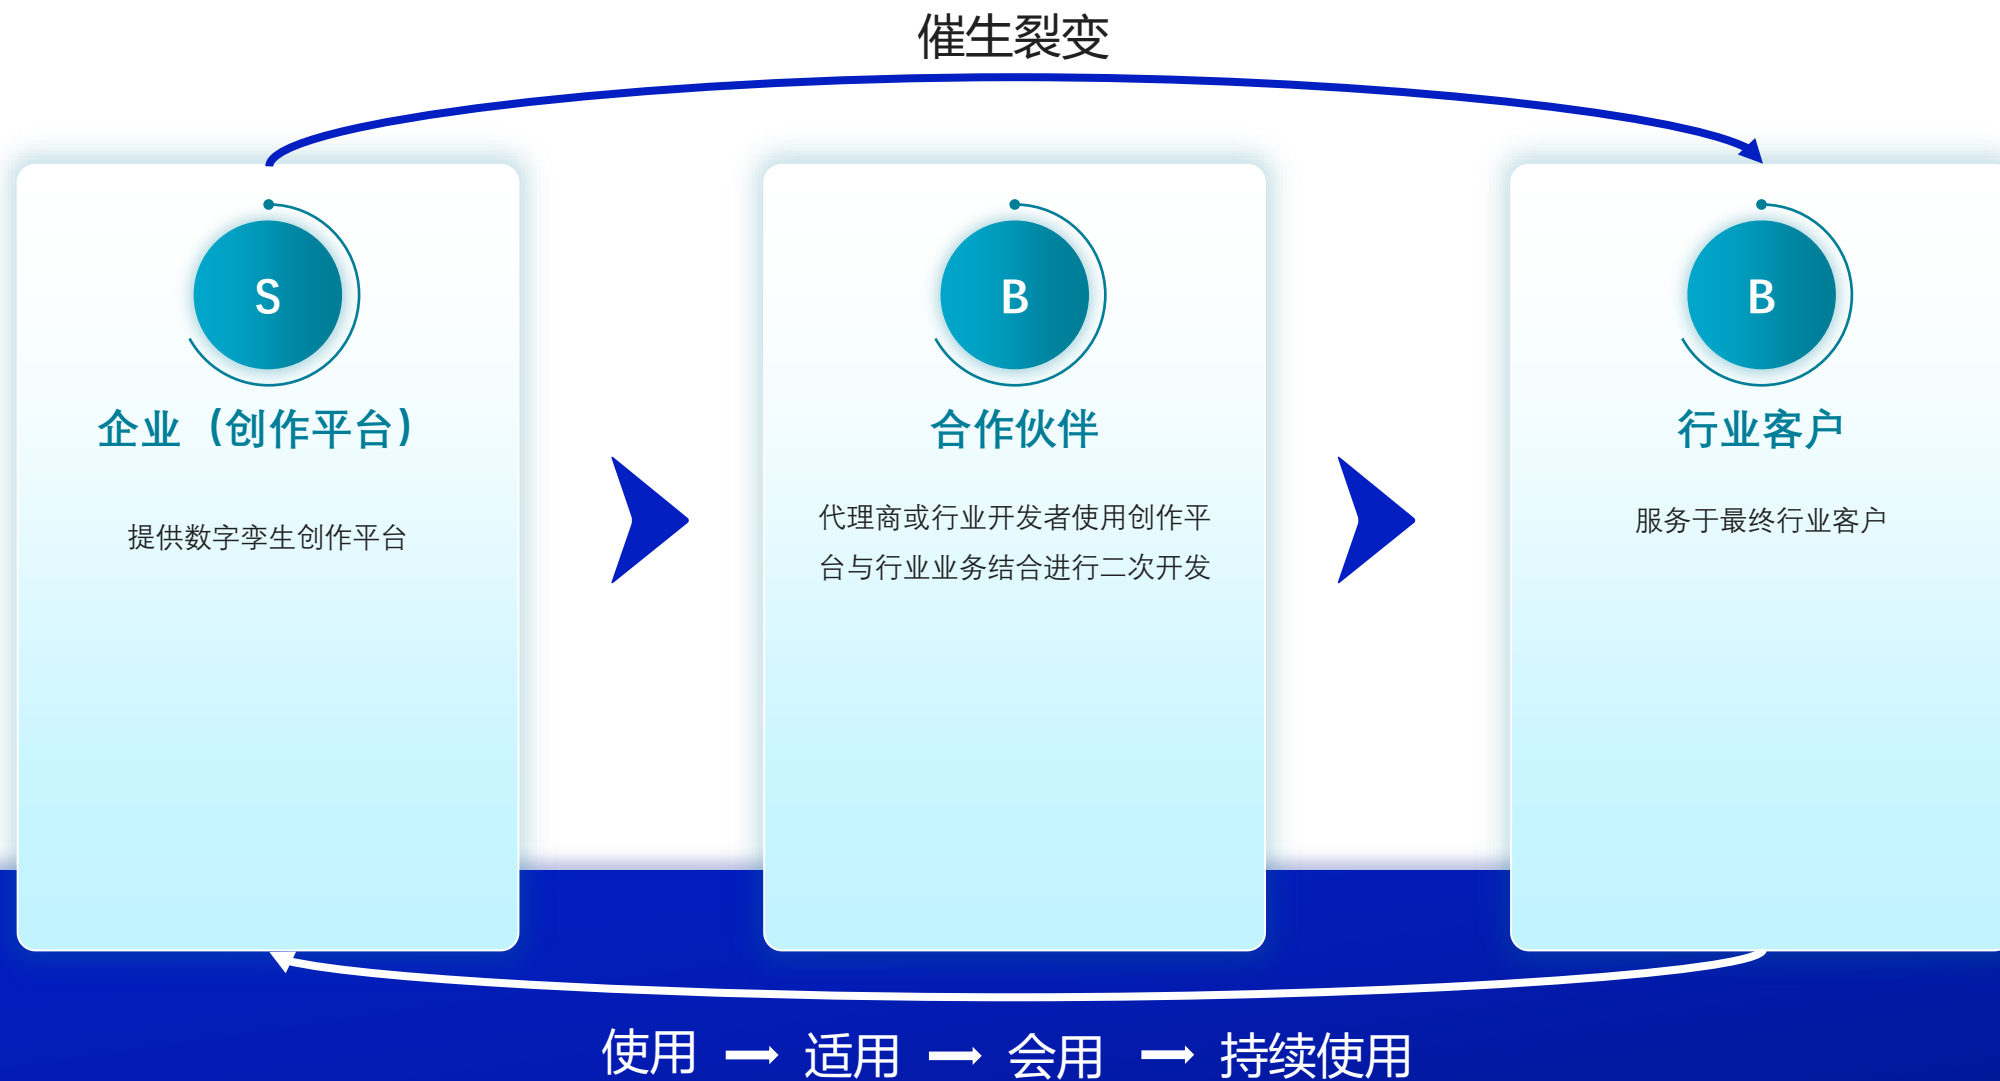 催生裂变
S
企业（创作平台）
提供数字孪生创作平台
B
合作伙伴
代理商或行业开发者使用创作平
台与行业业务结合进行二次开发
B
行业客户
服务于最终行业客户
使用 → 适用 → 会用 → 持续使用